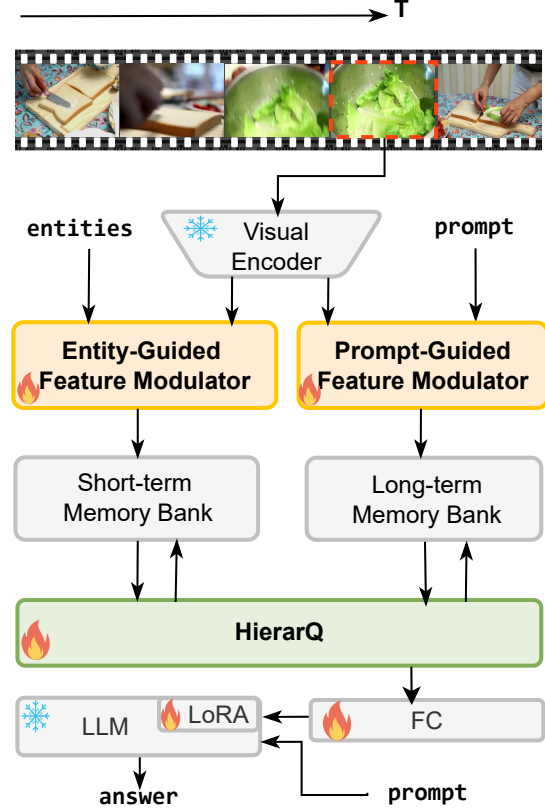 T
entities
Visual
Encoder
prompt
Entity-Guided
Feature Modulator
Prompt-Guided
Feature Modulator
Short-term
Memory Bank
Long-term
Memory Bank
HierarQ
LLM
LoRA
FC
answer
prompt